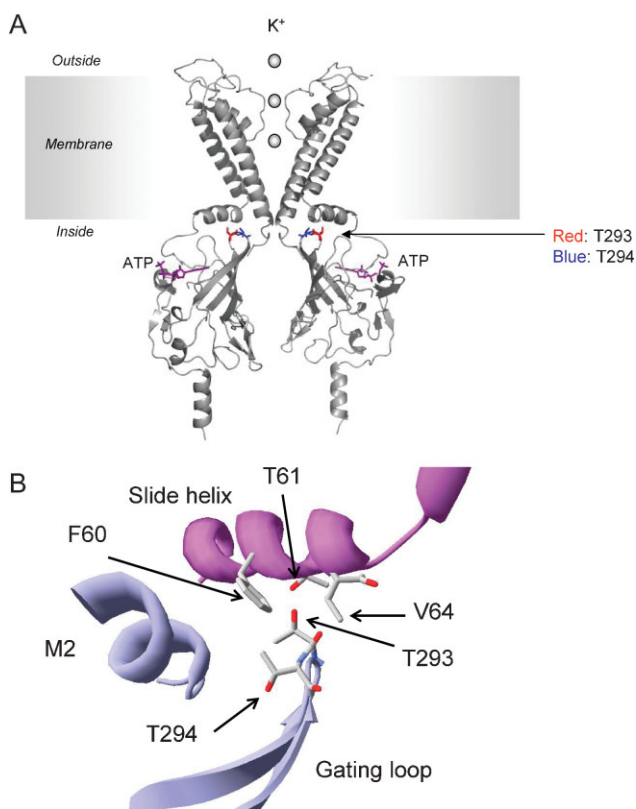 A
K+
Outside
Membrane
Inside
ATP
ATP
Red: T293
Blue: T294
B
T61
Slide helix
F60
V64
M2
T293
T294
Gating loop